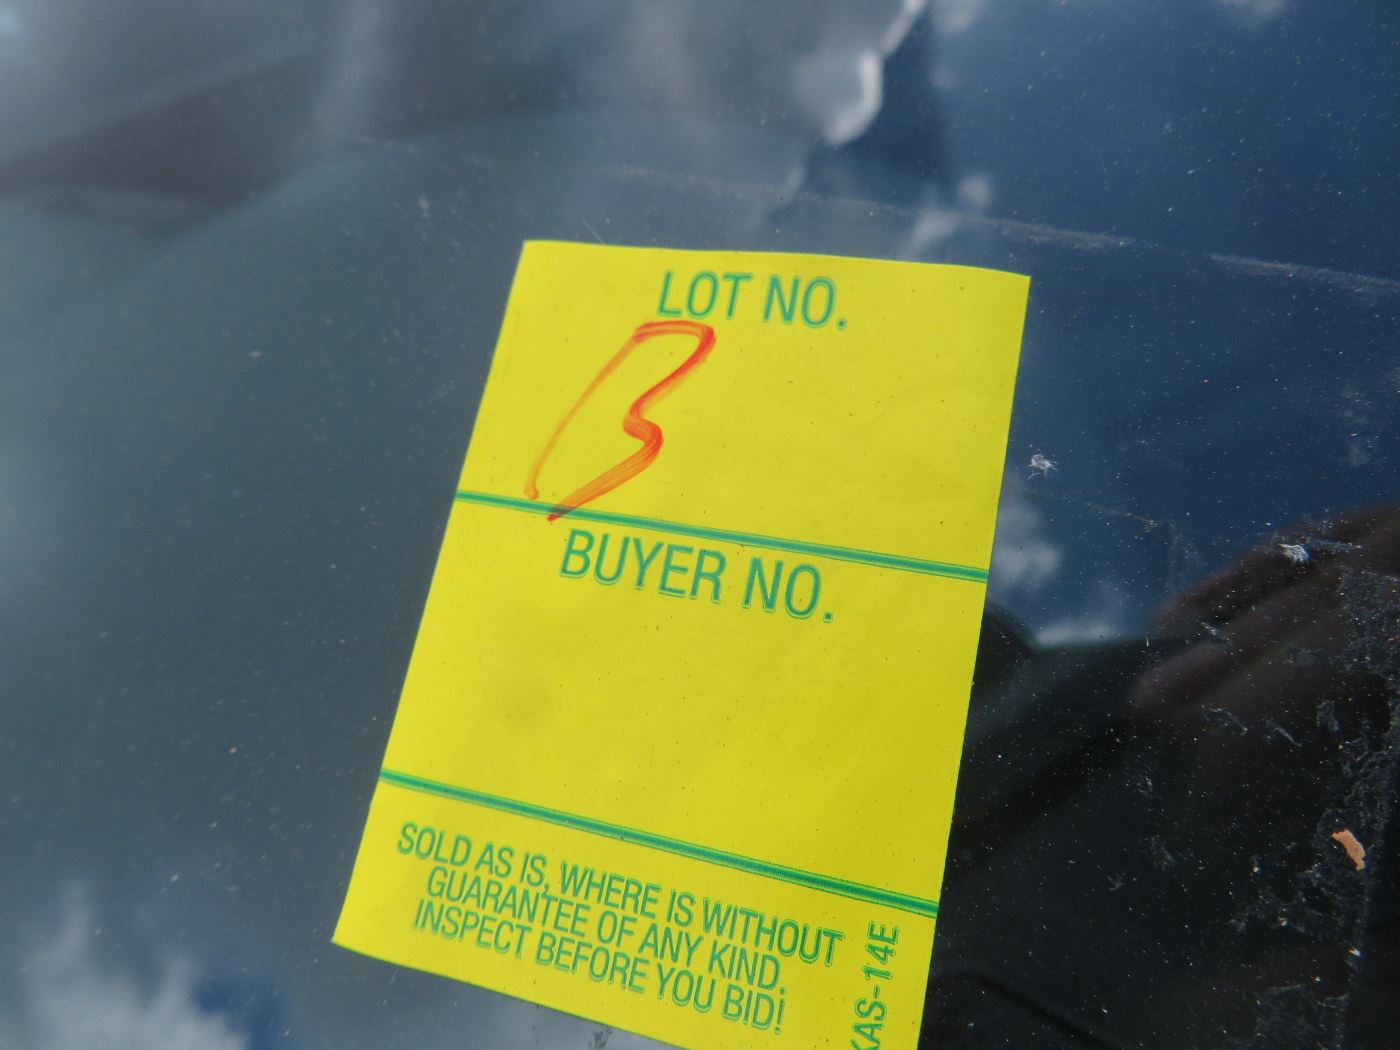 LOT NO.
B
BUYER NO.
SOLD AS IS, WHERE IS WITHOUT
GUARANTEE OF ANY KIND.
INSPECT BEFORE YOU BID!
KAS-14E